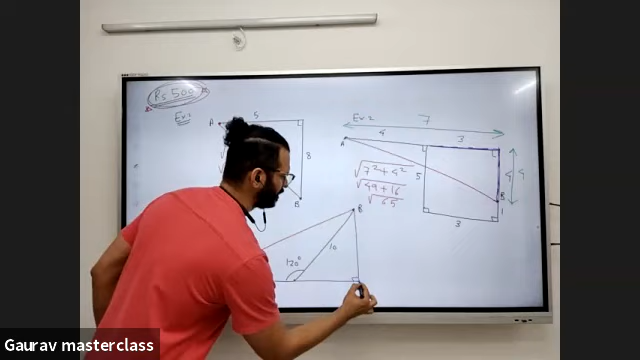 Rs 500
Ex:1
A 5
8
B
Ex:2 7
4 3
A
5
4 4
B
1
3
√7²+4²
√49+16
√65
B
10
120°
Gaurav masterclass